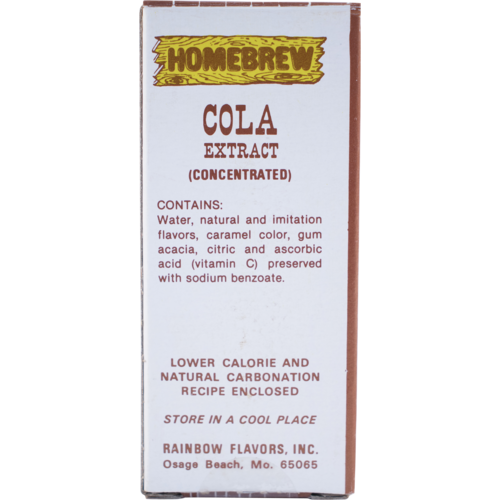 HOMEBREW
COLA
EXTRACT
(CONCENTRATED)
CONTAINS:
Water, natural and imitation
flavors, caramel color, gum
acacia, citric and ascorbic
acid (vitamin C) preserved
with sodium benzoate.
LOWER CALORIE AND
NATURAL CARBONATION
RECIPE ENCLOSED
STORE IN A COOL PLACE
RAINBOW FLAVORS, INC.
Osage Beach, Mo. 65065